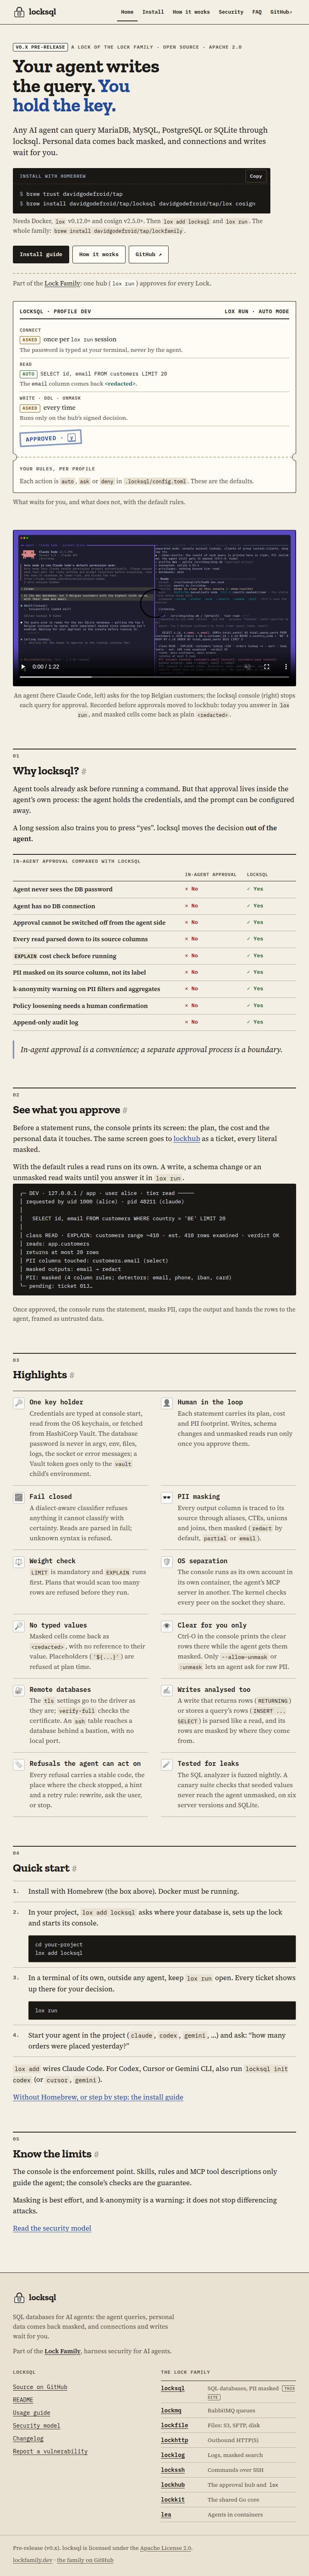 locksql
Home Install How it works Security FAQ GitHub↗
V0.X PRE-RELEASE A LOCK OF THE LOCK FAMILY · OPEN SOURCE · APACHE 2.0
Your agent writes
the query. You
hold the key.
Any AI agent can query MariaDB, MySQL, PostgreSQL or SQLite through
locksql. Personal data comes back masked, and connections and writes
wait for you.
INSTALL WITH HOMEBREW Copy
$ brew trust davidgodefroid/tap
$ brew install davidgodefroid/tap/locksql davidgodefroid/tap/lox cosign
Needs Docker, lox v0.12.0+ and cosign v2.5.0+. Then lox add locksql and lox run. The
whole family: brew install davidgodefroid/tap/lockfamily.
Install guide How it works GitHub ↗
Part of the Lock Family: one hub (lox run) approves for every Lock.
LOCKSQL · PROFILE DEV LOX RUN · AUTO MODE
CONNECT
ASKED once per lox run session
The password is typed at your terminal, never by the agent.
READ
AUTO SELECT id, email FROM customers LIMIT 20
The email column comes back <redacted>.
WRITE · DDL · UNMASK
ASKED every time
Runs only on the hub's signed decision.
APPROVED · y
YOUR RULES, PER PROFILE
Each action is auto, ask or deny in .locksql/config.toml. These are the defaults.
What waits for you, and what does not, with the default rules.
0:00 / 1:22
An agent (here Claude Code, left) asks for the top Belgian customers; the locksql console (right) stops
each query for approval. Recorded before approvals moved to lockhub: today you answer in lox
run, and masked cells come back as plain <redacted>.
01
Why locksql? #
Agent tools already ask before running a command. But that approval lives inside the
agent's own process: the agent holds the credentials, and the prompt can be configured
away.
A long session also trains you to press “yes”. locksql moves the decision out of the
agent.
IN-AGENT APPROVAL COMPARED WITH LOCKSQL
IN-AGENT APPROVAL LOCKSQL
Agent never sees the DB password × No ✓ Yes
Agent has no DB connection × No ✓ Yes
Approval cannot be switched off from the agent side × No ✓ Yes
Every read parsed down to its source columns × No ✓ Yes
EXPLAIN cost check before running × No ✓ Yes
PII masked on its source column, not its label × No ✓ Yes
k-anonymity warning on PII filters and aggregates × No ✓ Yes
Policy loosening needs a human confirmation × No ✓ Yes
Append-only audit log × No ✓ Yes
In-agent approval is a convenience; a separate approval process is a boundary.
02
See what you approve #
Before a statement runs, the console prints its screen: the plan, the cost and the
personal data it touches. The same screen goes to lockhub as a ticket, every literal
masked.
With the default rules a read runs on its own. A write, a schema change or an
unmasked read waits until you answer it in lox run.
DEV · 127.0.0.1 / app · user alice · tier read
requested by uid 1000 (alice) · pid 48211 (claude)
SELECT id, email FROM customers WHERE country = 'BE' LIMIT 20
class READ · EXPLAIN: customers range ~410 · est. 410 rows examined · verdict OK
reads: app.customers
returns at most 20 rows
PII columns touched: customers.email (select)
masked outputs: email → redact
PII: masked (4 column rules; detectors: email, phone, iban, card)
pending: ticket 013…
Once approved, the console runs the statement, masks PII, caps the output and hands the rows to the
agent, framed as untrusted data.
03
Highlights #
One key holder
Credentials are typed at console start,
read from the OS keychain, or fetched
from HashiCorp Vault. The database
password is never in argv, env, files,
logs, the socket or error messages; a
Vault token goes only to the vault
child's environment.
Human in the loop
Each statement carries its plan, cost
and PII footprint. Writes, schema
changes and unmasked reads run only
once you approve them.
Fail closed
A dialect-aware classifier refuses
anything it cannot classify with
certainty. Reads are parsed in full;
unknown syntax is refused.
PII masking
Every output column is traced to its
source through aliases, CTEs, unions
and joins, then masked (redact by
default, partial or email).
Weight check
LIMIT is mandatory and EXPLAIN runs
first. Plans that would scan too many
rows are refused before they run.
OS separation
The console runs as its own account in
its own container, the agent's MCP
server in another. The kernel checks
every peer on the socket they share.
No typed values
Masked cells come back as
<redacted>, with no reference to their
value. Placeholders ('${...}') are
refused at plan time.
Clear for you only
Ctrl-O in the console prints the clear
rows there while the agent gets them
masked. Only --allow-unmask or
:unmask lets an agent ask for raw PII.
Remote databases
The tls settings go to the driver as
they are; verify-full checks the
certificate. An ssh table reaches a
database behind a bastion, with no
local port.
Writes analysed too
A write that returns rows (RETURNING)
or stores a query's rows (INSERT ...
SELECT) is parsed like a read, and its
rows are masked by where they come
from.
Refusals the agent can act on
Every refusal carries a stable code, the
place where the check stopped, a hint
and a retry rule: rewrite, ask the user,
or stop.
Tested for leaks
The SQL analyzer is fuzzed nightly. A
canary suite checks that seeded values
never reach the agent unmasked, on six
server versions and SQLite.
04
Quick start #
1. Install with Homebrew (the box above). Docker must be running.
2. In your project, lox add locksql asks where your database is, sets up the lock
and starts its console.
cd your-project
lox add locksql
3. In a terminal of its own, outside any agent, keep lox run open. Every ticket shows
up there for your decision.
lox run
4. Start your agent in the project (claude, codex, gemini, …) and ask: “how many
orders were placed yesterday?”
lox add wires Claude Code. For Codex, Cursor or Gemini CLI, also run locksql init
codex (or cursor, gemini).
Without Homebrew, or step by step: the install guide
05
Know the limits #
The console is the enforcement point. Skills, rules and MCP tool descriptions only
guide the agent; the console's checks are the guarantee.
Masking is best effort, and k-anonymity is a warning: it does not stop differencing
attacks.
Read the security model
locksql
SQL databases for AI agents: the agent queries, personal
data comes back masked, and connections and writes
wait for you.
Part of the Lock Family, harness security for AI agents.
LOCKSQL
Source on GitHub
README
Usage guide
Security model
Changelog
Report a vulnerability
THE LOCK FAMILY
locksql SQL databases, PII masked THIS SITE
lockmq RabbitMQ queues
lockfile Files: S3, SFTP, disk
lockhttp Outbound HTTP(S)
locklog Logs, masked search
lockssh Commands over SSH
lockhub The approval hub and lox
lockkit The shared Go core
lea Agents in containers
Pre-release (v0.x). locksql is licensed under the Apache License 2.0.
lockfamily.dev · the family on GitHub